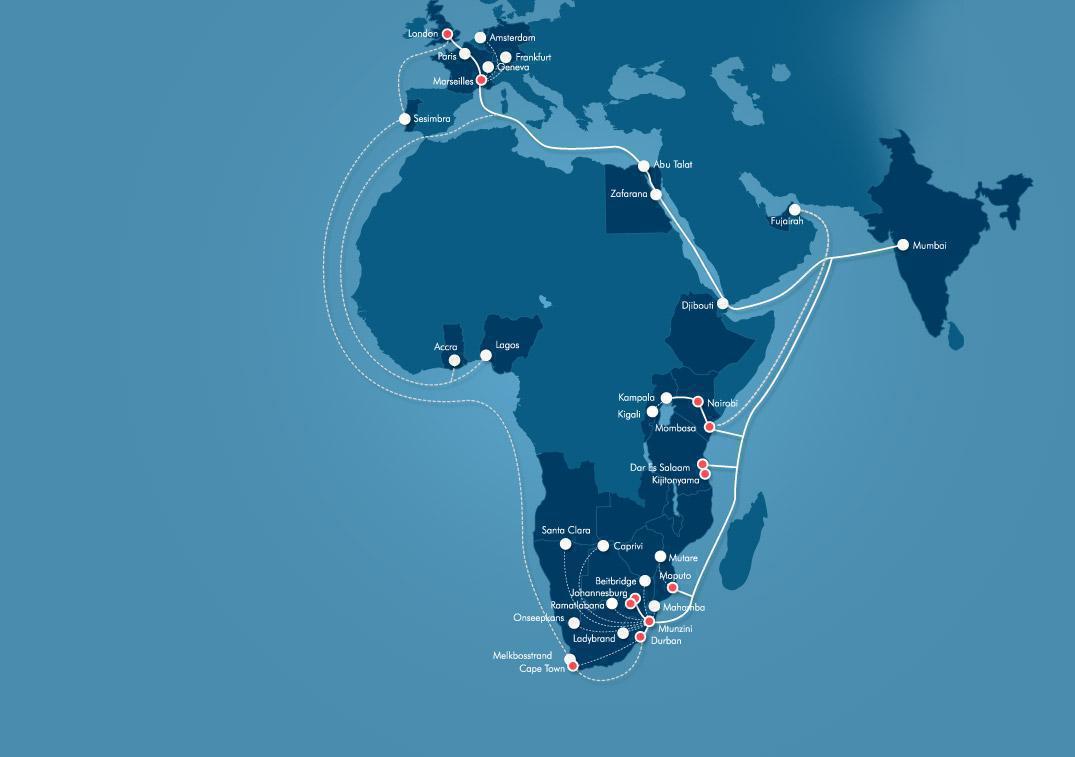 London
Amsterdam
Paris
Frankfurt
Geneva
Marseilles
Sesimbra
Abu Talat
Zafarana
Fujairah
Mumbai
Djibouti
Accra
Lagos
Kampala
Nairobi
Kigali
Mombasa
Dar Es Salaam
Kijitonyama
Santa Clara
Caprivi
Mutare
Maputo
Beitbridge
Johannesburg
Ramatlabana
Mahamba
Onseepkans
Mtunzini
Ladybrand
Durban
Melkbosstrand
Cape Town